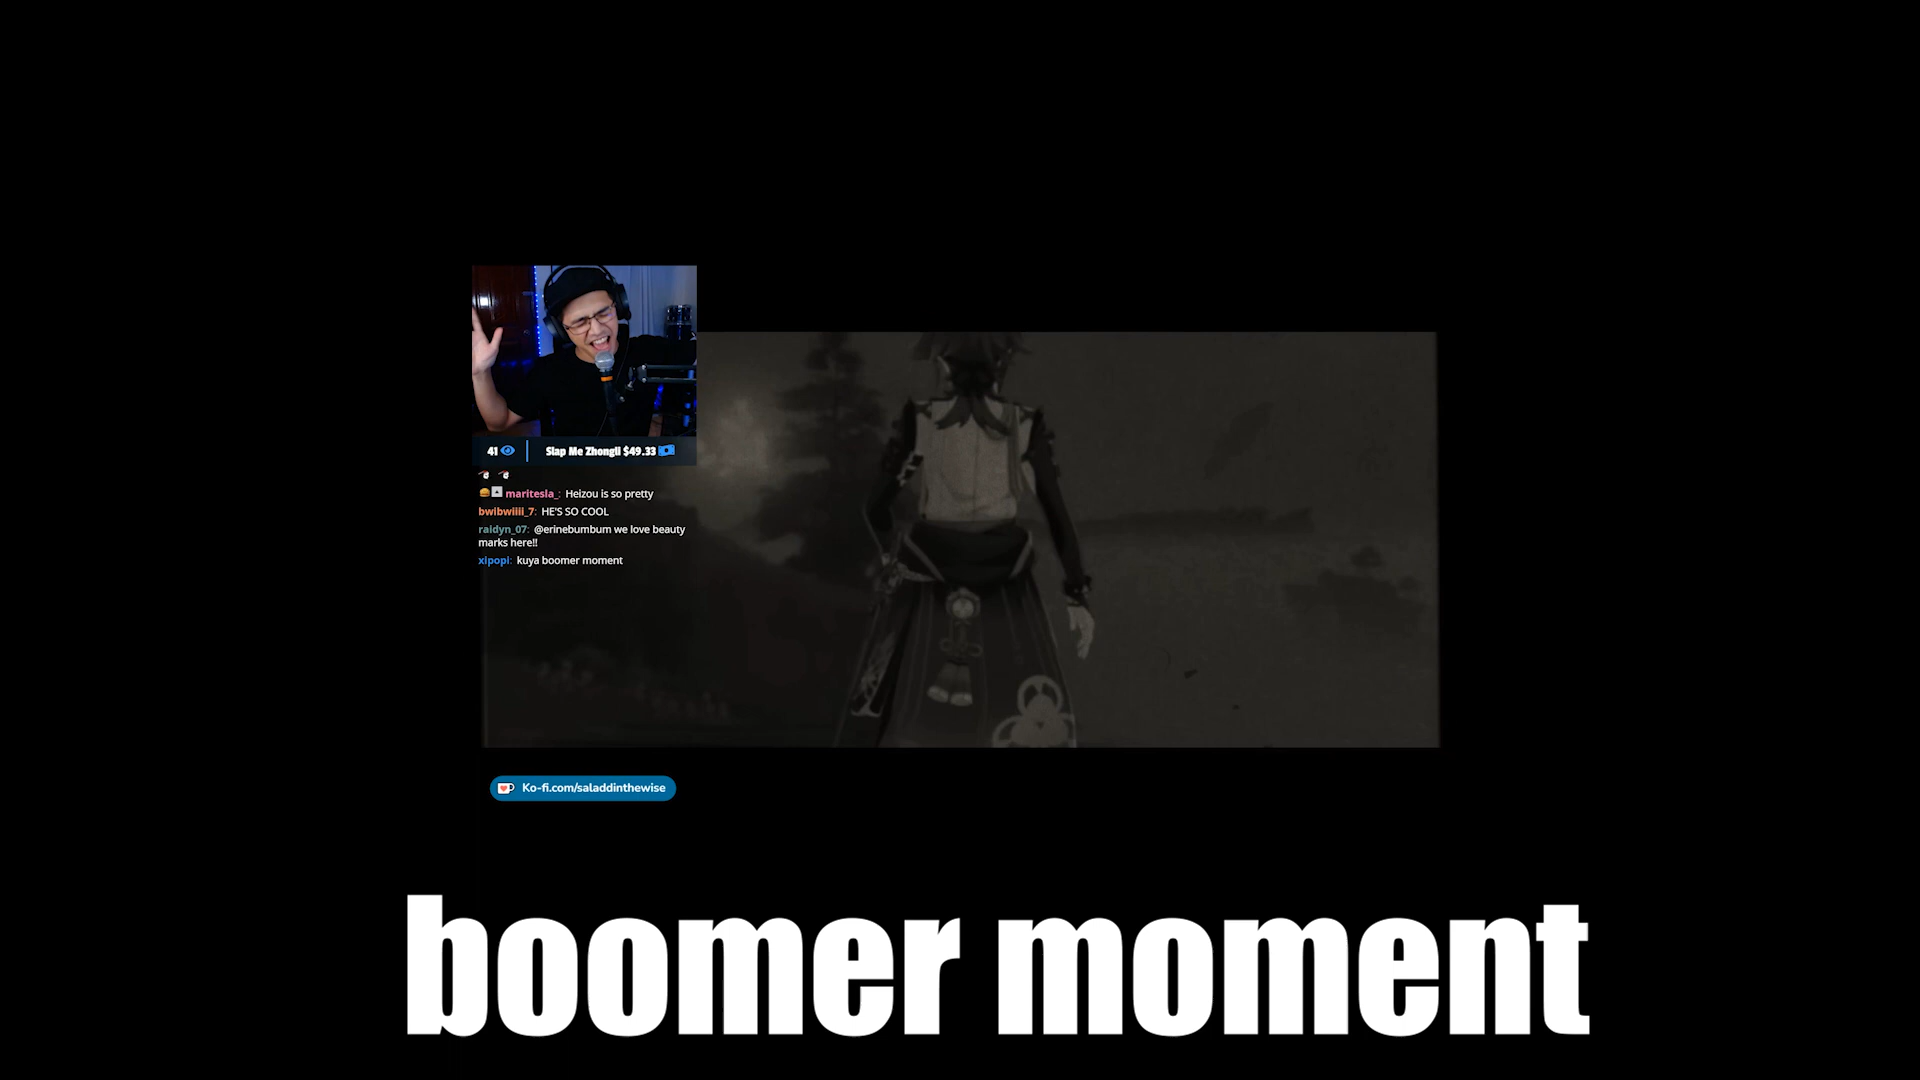 41
Slap Me Zhongli $49.33
maritesla_: Heizou is so pretty
bwibwiiii_7: HE'S SO COOL
raldyn_07: @erinebumbum we love beauty
marks here!!
xipopi: kuya boomer moment
Ko-fi.com/saladdinthewise
boomer moment